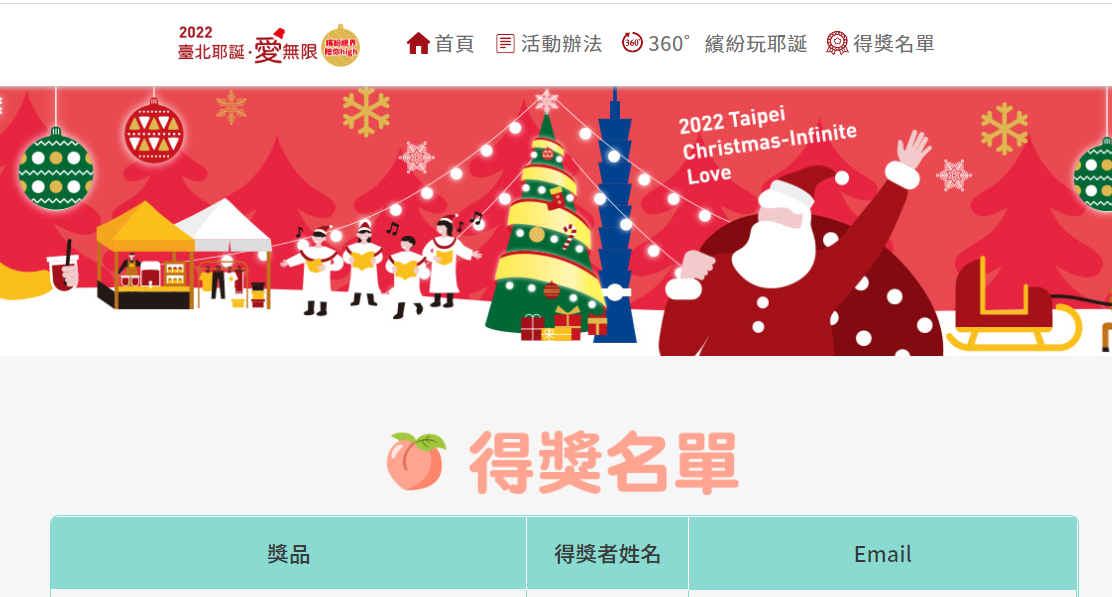 2022
臺北耶誕·愛無限
繽紛視界
陪你high
首頁
活動辦法
360°
360° 繽紛玩耶誕
得獎名單
2022 Taipei
Christmas-Infinite
Love
得獎名單
獎品
得獎者姓名
Email